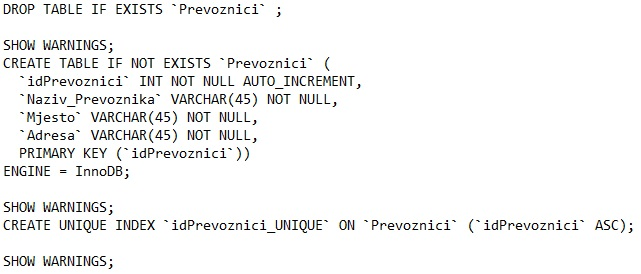 DROP TABLE IF EXISTS `Prevoznici` ;
SHOW WARNINGS;
CREATE TABLE IF NOT EXISTS `Prevoznici` (
  `idPrevoznici` INT NOT NULL AUTO_INCREMENT,
  `Naziv_Prevoznika` VARCHAR(45) NOT NULL,
  `Mjesto` VARCHAR(45) NOT NULL,
  `Adresa` VARCHAR(45) NOT NULL,
  PRIMARY KEY (`idPrevoznici`))
ENGINE = InnoDB;
SHOW WARNINGS;
CREATE UNIQUE INDEX `idPrevoznici_UNIQUE` ON `Prevoznici` (`idPrevoznici` ASC);
SHOW WARNINGS;